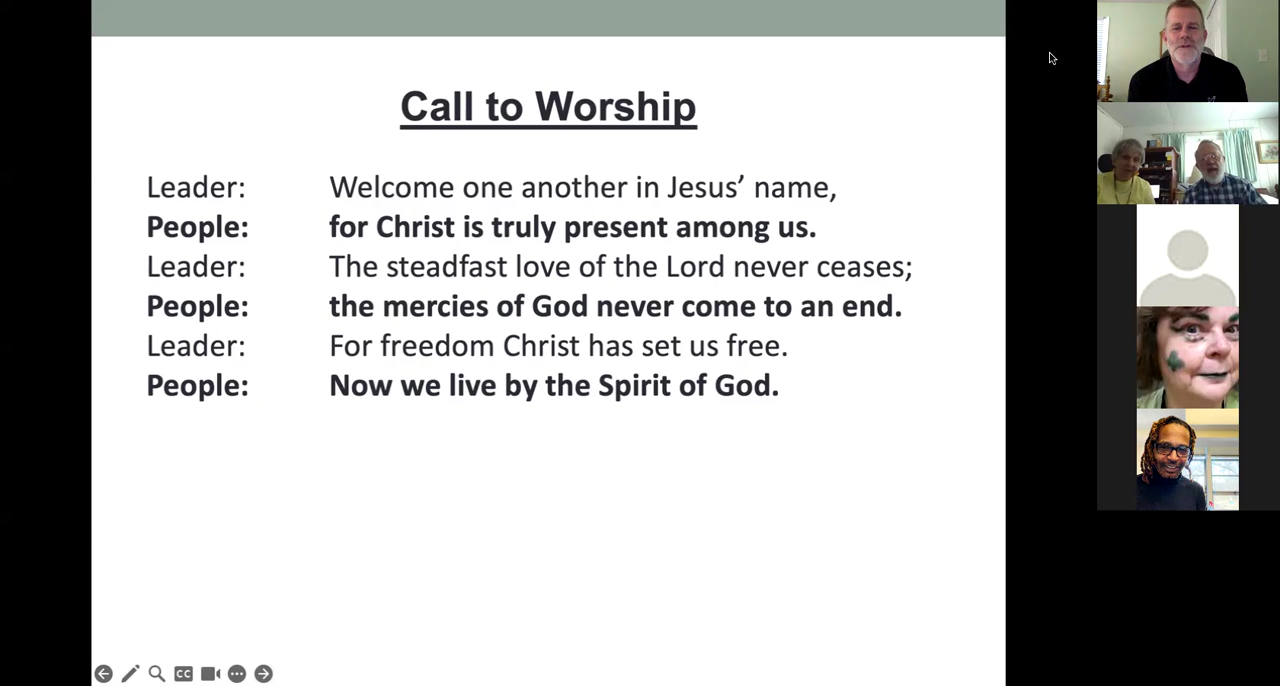 Call to Worship
Leader: Welcome one another in Jesus’ name,
People: for Christ is truly present among us.
Leader: The steadfast love of the Lord never ceases;
People: the mercies of God never come to an end.
Leader: For freedom Christ has set us free.
People: Now we live by the Spirit of God.
CC